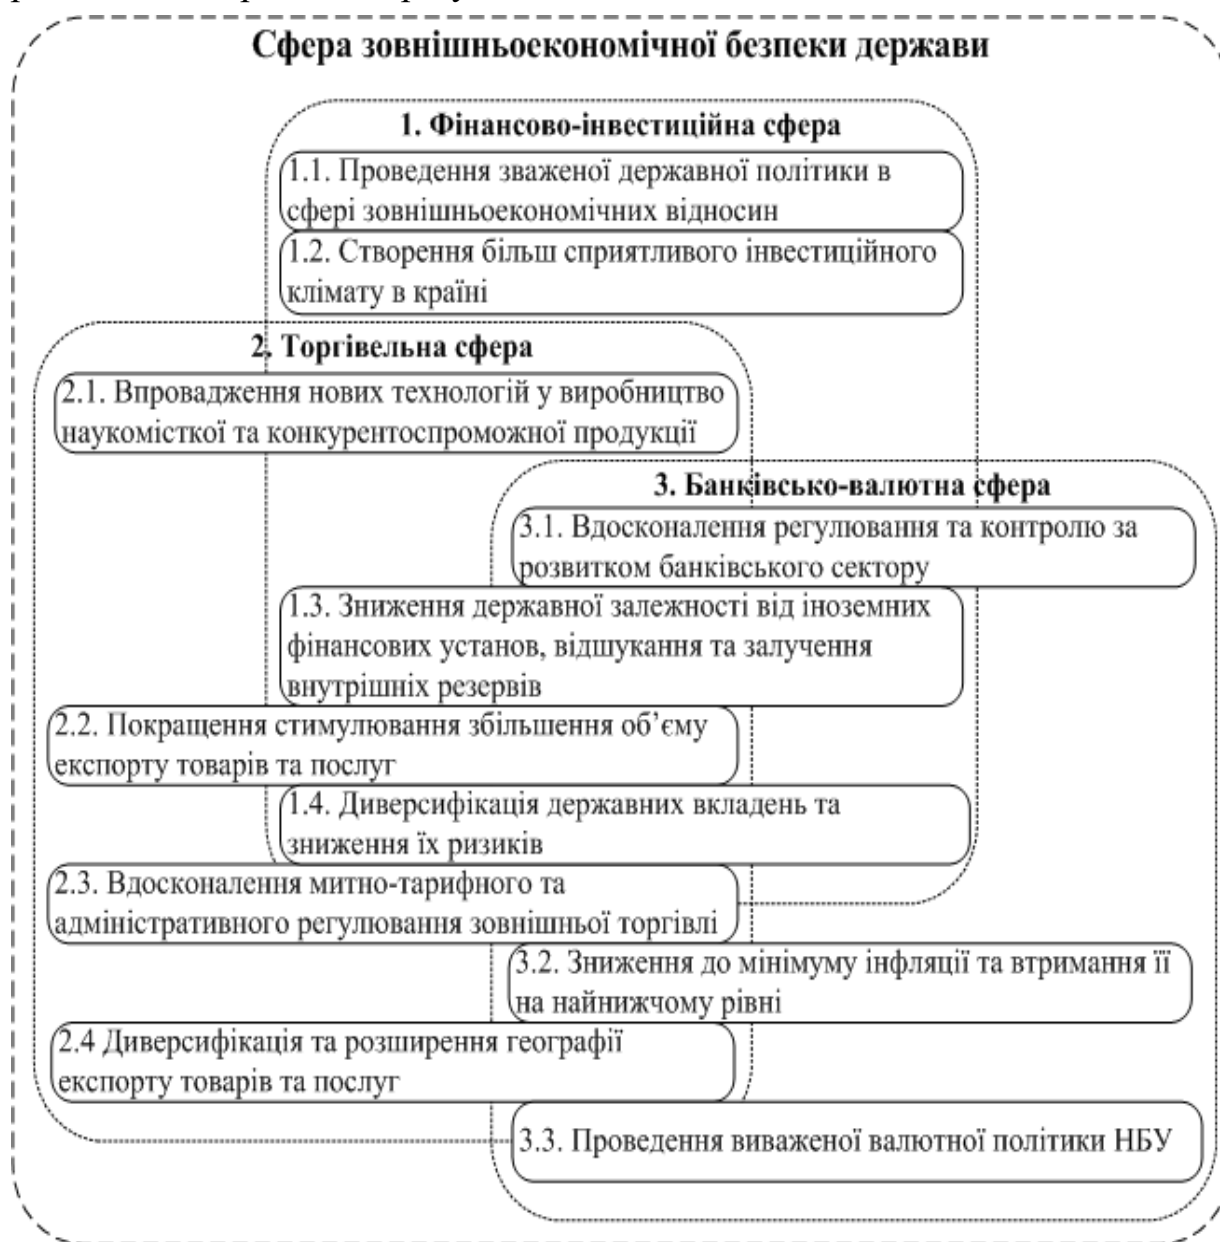 Сфера зовнішньоекономічної безпеки держави
1. Фінансово-інвестиційна сфера
1.1. Проведення зваженої державної політики в
сфері зовнішньоекономічних відносин
1.2. Створення більш сприятливого інвестиційного
клімату в країні
2. Торгівельна сфера
2.1. Впровадження нових технологій у виробництво
наукомісткої та конкурентоспроможної продукції
3. Банківсько-валютна сфера
3.1. Вдосконалення регулювання та контролю за
розвитком банківського сектору
1.3. Зниження державної залежності від іноземних
фінансових установ, відшукання та залучення
внутрішніх резервів
2.2. Покращення стимулювання збільшення об’єму
експорту товарів та послуг
1.4. Диверсифікація державних вкладень та
зниження їх ризиків
2.3. Вдосконалення митно-тарифного та
адміністративного регулювання зовнішньої торгівлі
3.2. Зниження до мінімуму інфляції та втримання її
на найнижчому рівні
2.4 Диверсифікація та розширення географії
експорту товарів та послуг
3.3. Проведення виваженої валютної політики НБУ